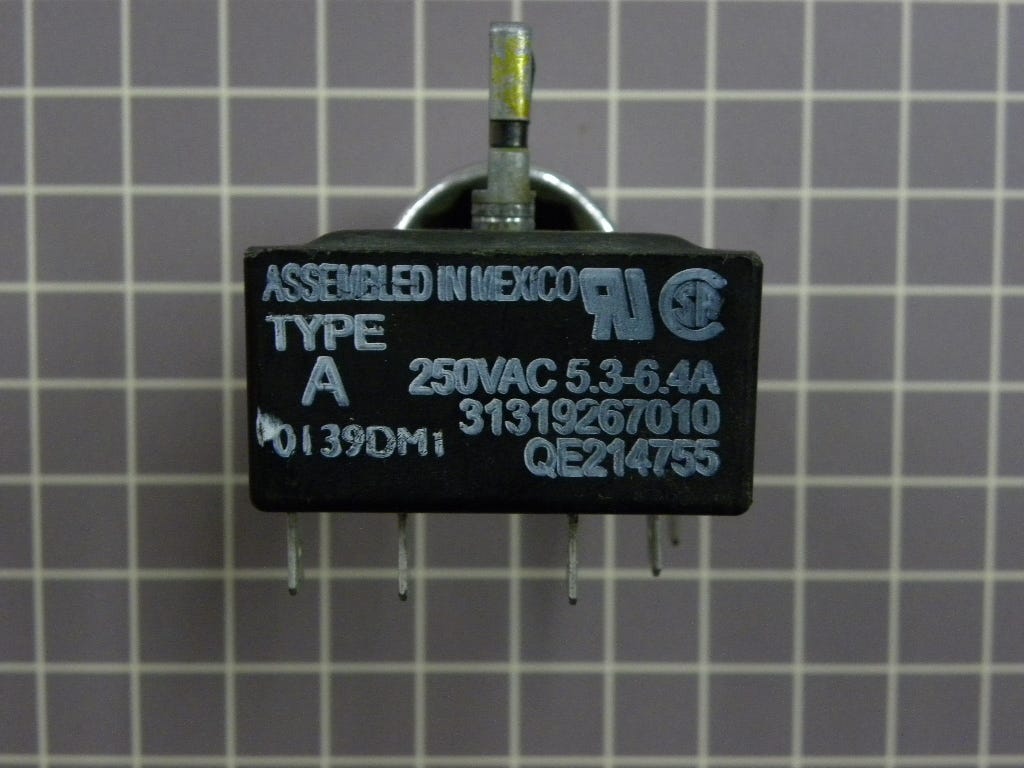 ASSEMBLED IN MEXICO
TYPE
A
250VAC 5.3-6.4A
31319267010
0139DM1
QE214755